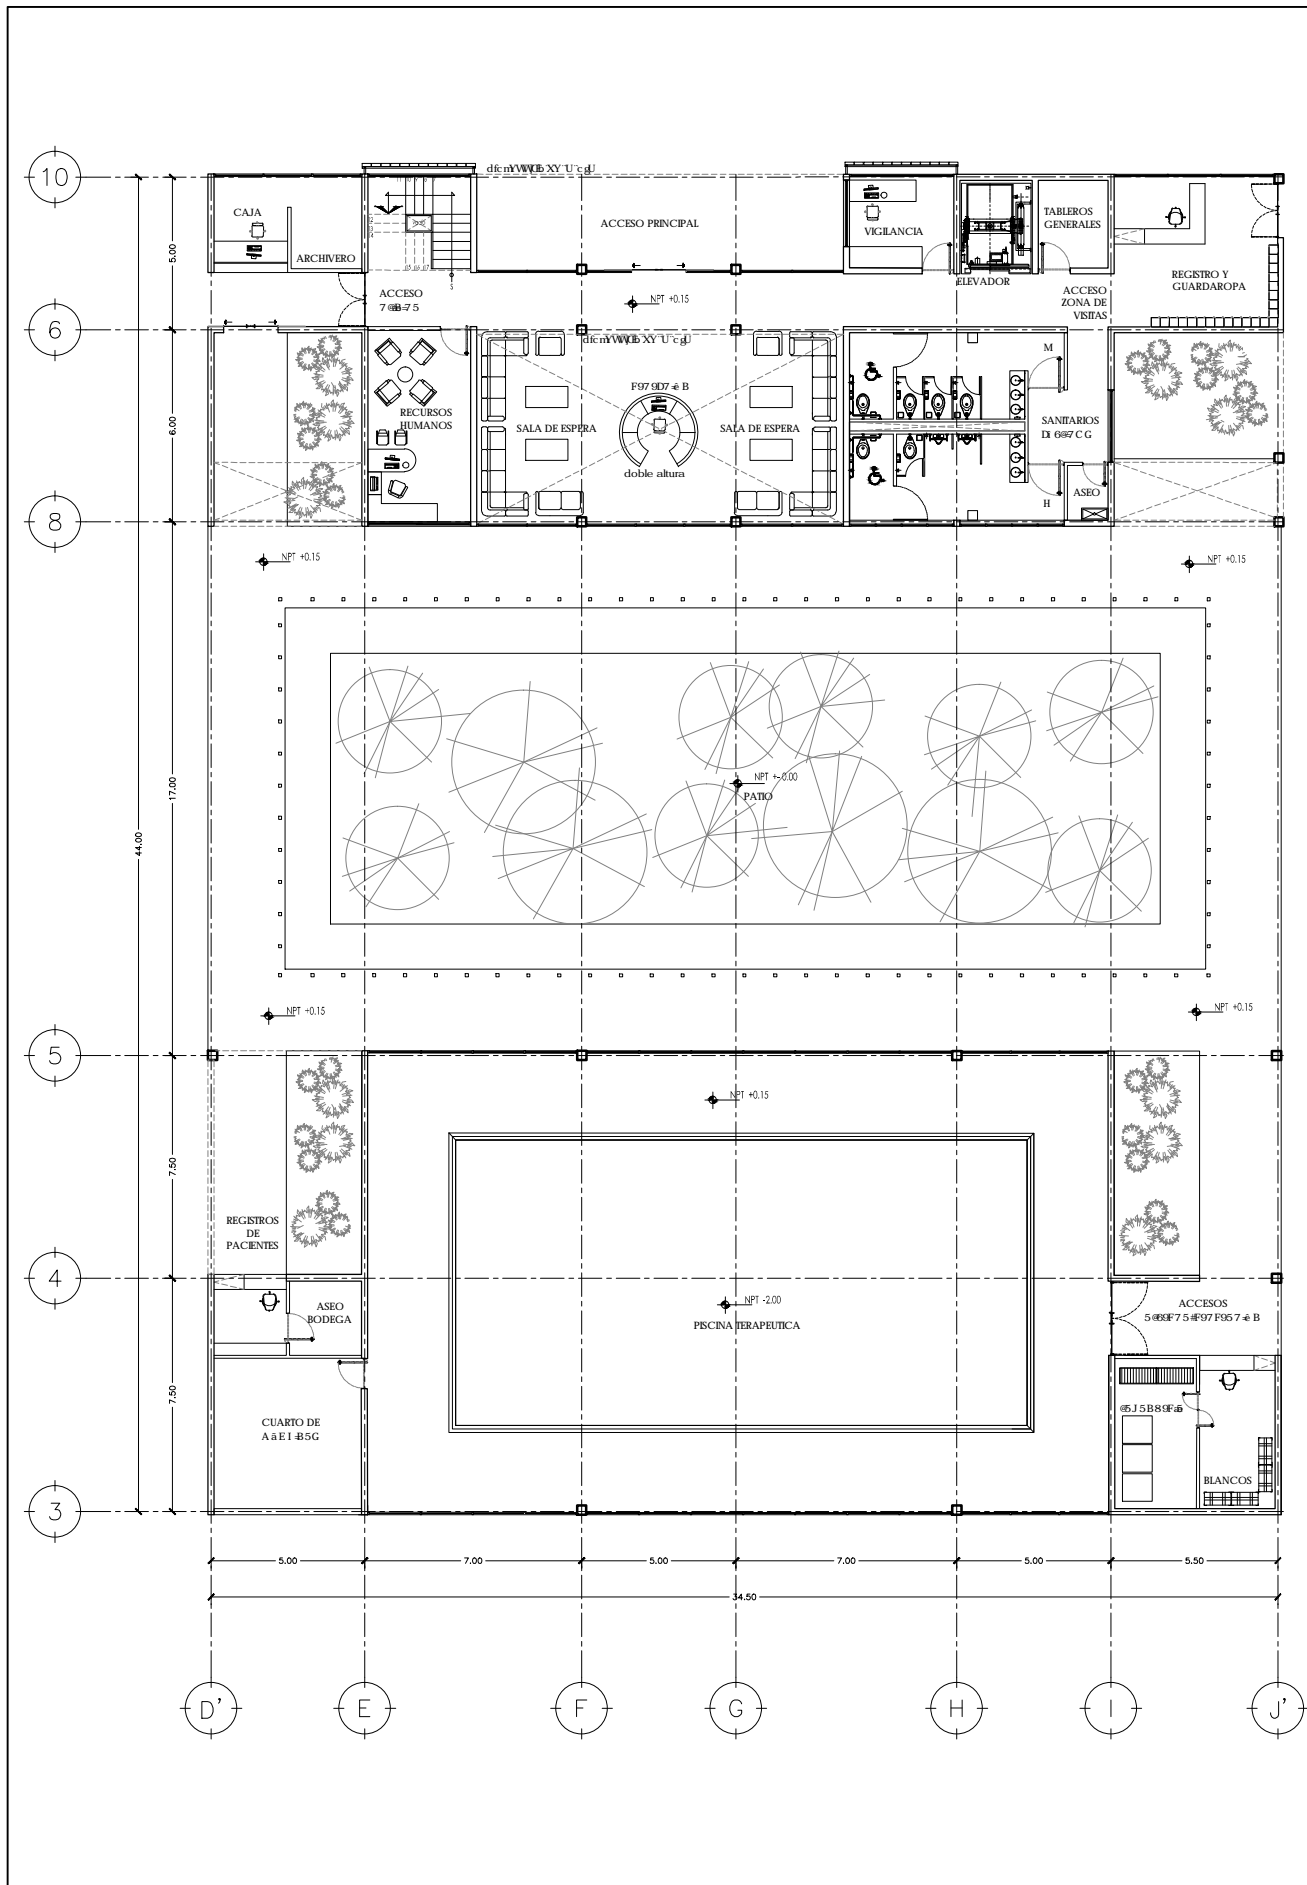 10
CAJA
ARCHIVERO
ACCESO PRINCIPAL
VIGILANCIA
TABLEROS
GENERALES
ELEVADOR
REGISTRO Y
GUARDAROPA
ACCESO
ZONA DE
VISITAS
ACCESO
NPT +0.15
S
5.00
6
RECURSOS
HUMANOS
SALA DE ESPERA
SALA DE ESPERA
doble altura
M
SANITARIOS
H
ASEO
6.00
8
NPT +0.15
NPT +0.15
NPT +-0.00
PATIO
17.00
44.00
NPT +0.15
NPT +0.15
5
NPT +0.15
7.50
REGISTROS
DE
PACIENTES
4
ASEO
BODEGA
NPT -2.00
PISCINA TERAPEUTICA
ACCESOS
7.50
CUARTO DE
BLANCOS
3
5.00
7.00
5.00
7.00
5.00
5.50
34.50
D'
E
F
G
H
I
J'